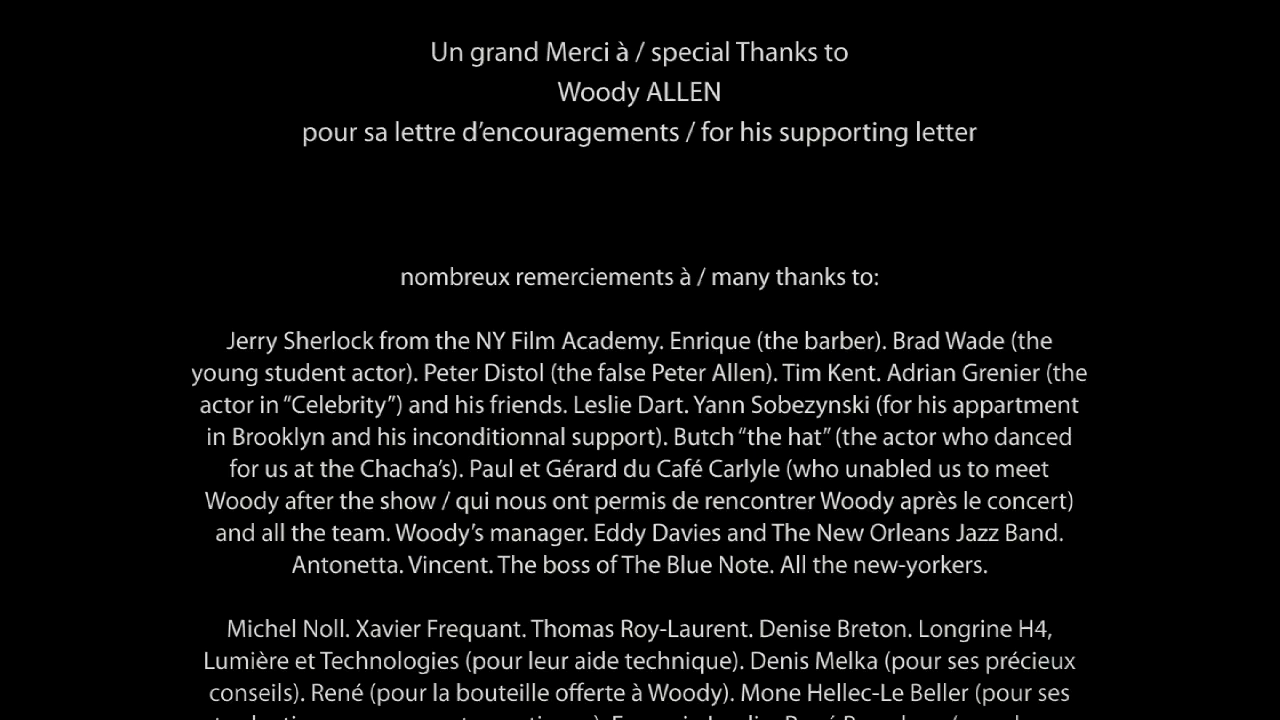 Un grand Merci à / special Thanks to
Woody ALLEN
pour sa lettre d’encouragements / for his supporting letter
nombreux remerciements à / many thanks to:
Jerry Sherlock from the NY Film Academy. Enrique (the barber). Brad Wade (the
young student actor). Peter Distol (the false Peter Allen). Tim Kent. Adrian Grenier (the
actor in “Celebrity”) and his friends. Leslie Dart. Yann Sobezynski (for his appartment
in Brooklyn and his inconditionnal support). Butch “the hat” (the actor who danced
for us at the Chacha’s). Paul et Gérard du Café Carlyle (who unabled us to meet
Woody after the show / qui nous ont permis de rencontrer Woody après le concert)
and all the team. Woody’s manager. Eddy Davies and The New Orleans Jazz Band.
Antonetta. Vincent. The boss of The Blue Note. All the new-yorkers.
Michel Noll. Xavier Frequant. Thomas Roy-Laurent. Denise Breton. Longrine H4,
Lumière et Technologies (pour leur aide technique). Denis Melka (pour ses précieux
conseils). René (pour la bouteille offerte à Woody). Mone Hellec-Le Beller (pour ses